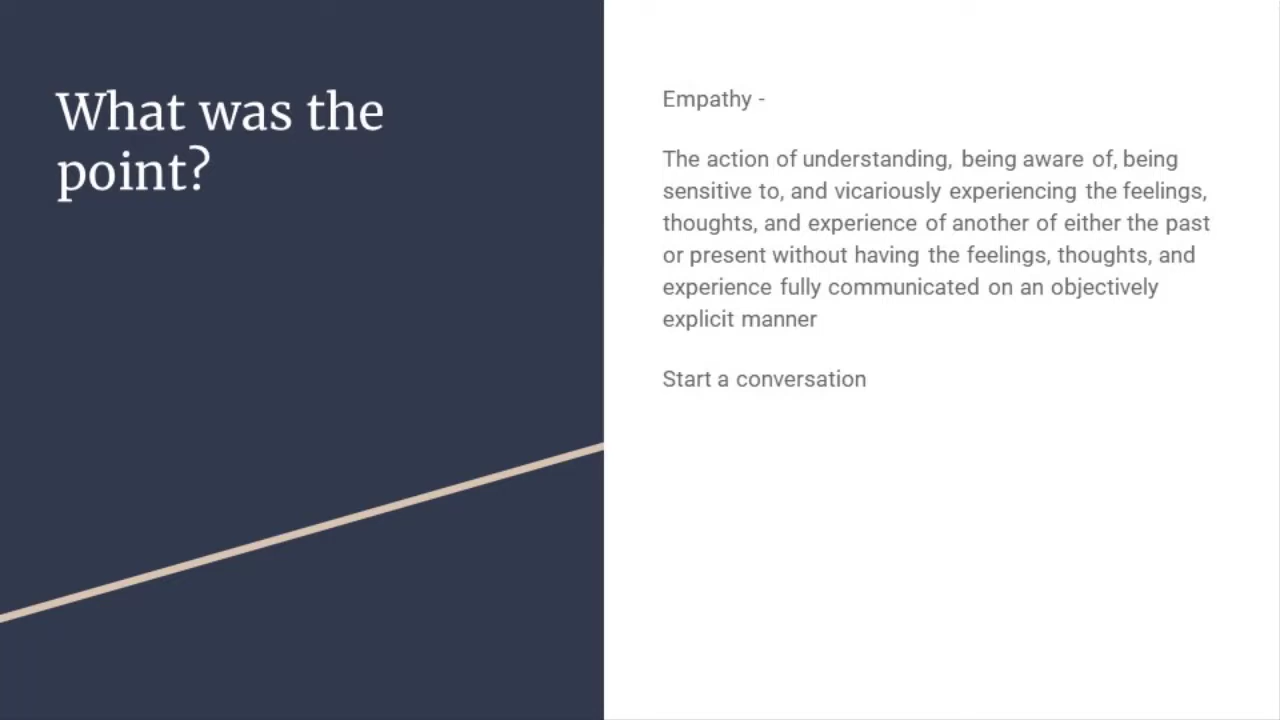 What was the
point?
Empathy -
The action of understanding, being aware of, being
sensitive to, and vicariously experiencing the feelings,
thoughts, and experience of another of either the past
or present without having the feelings, thoughts, and
experience fully communicated on an objectively
explicit manner
Start a conversation